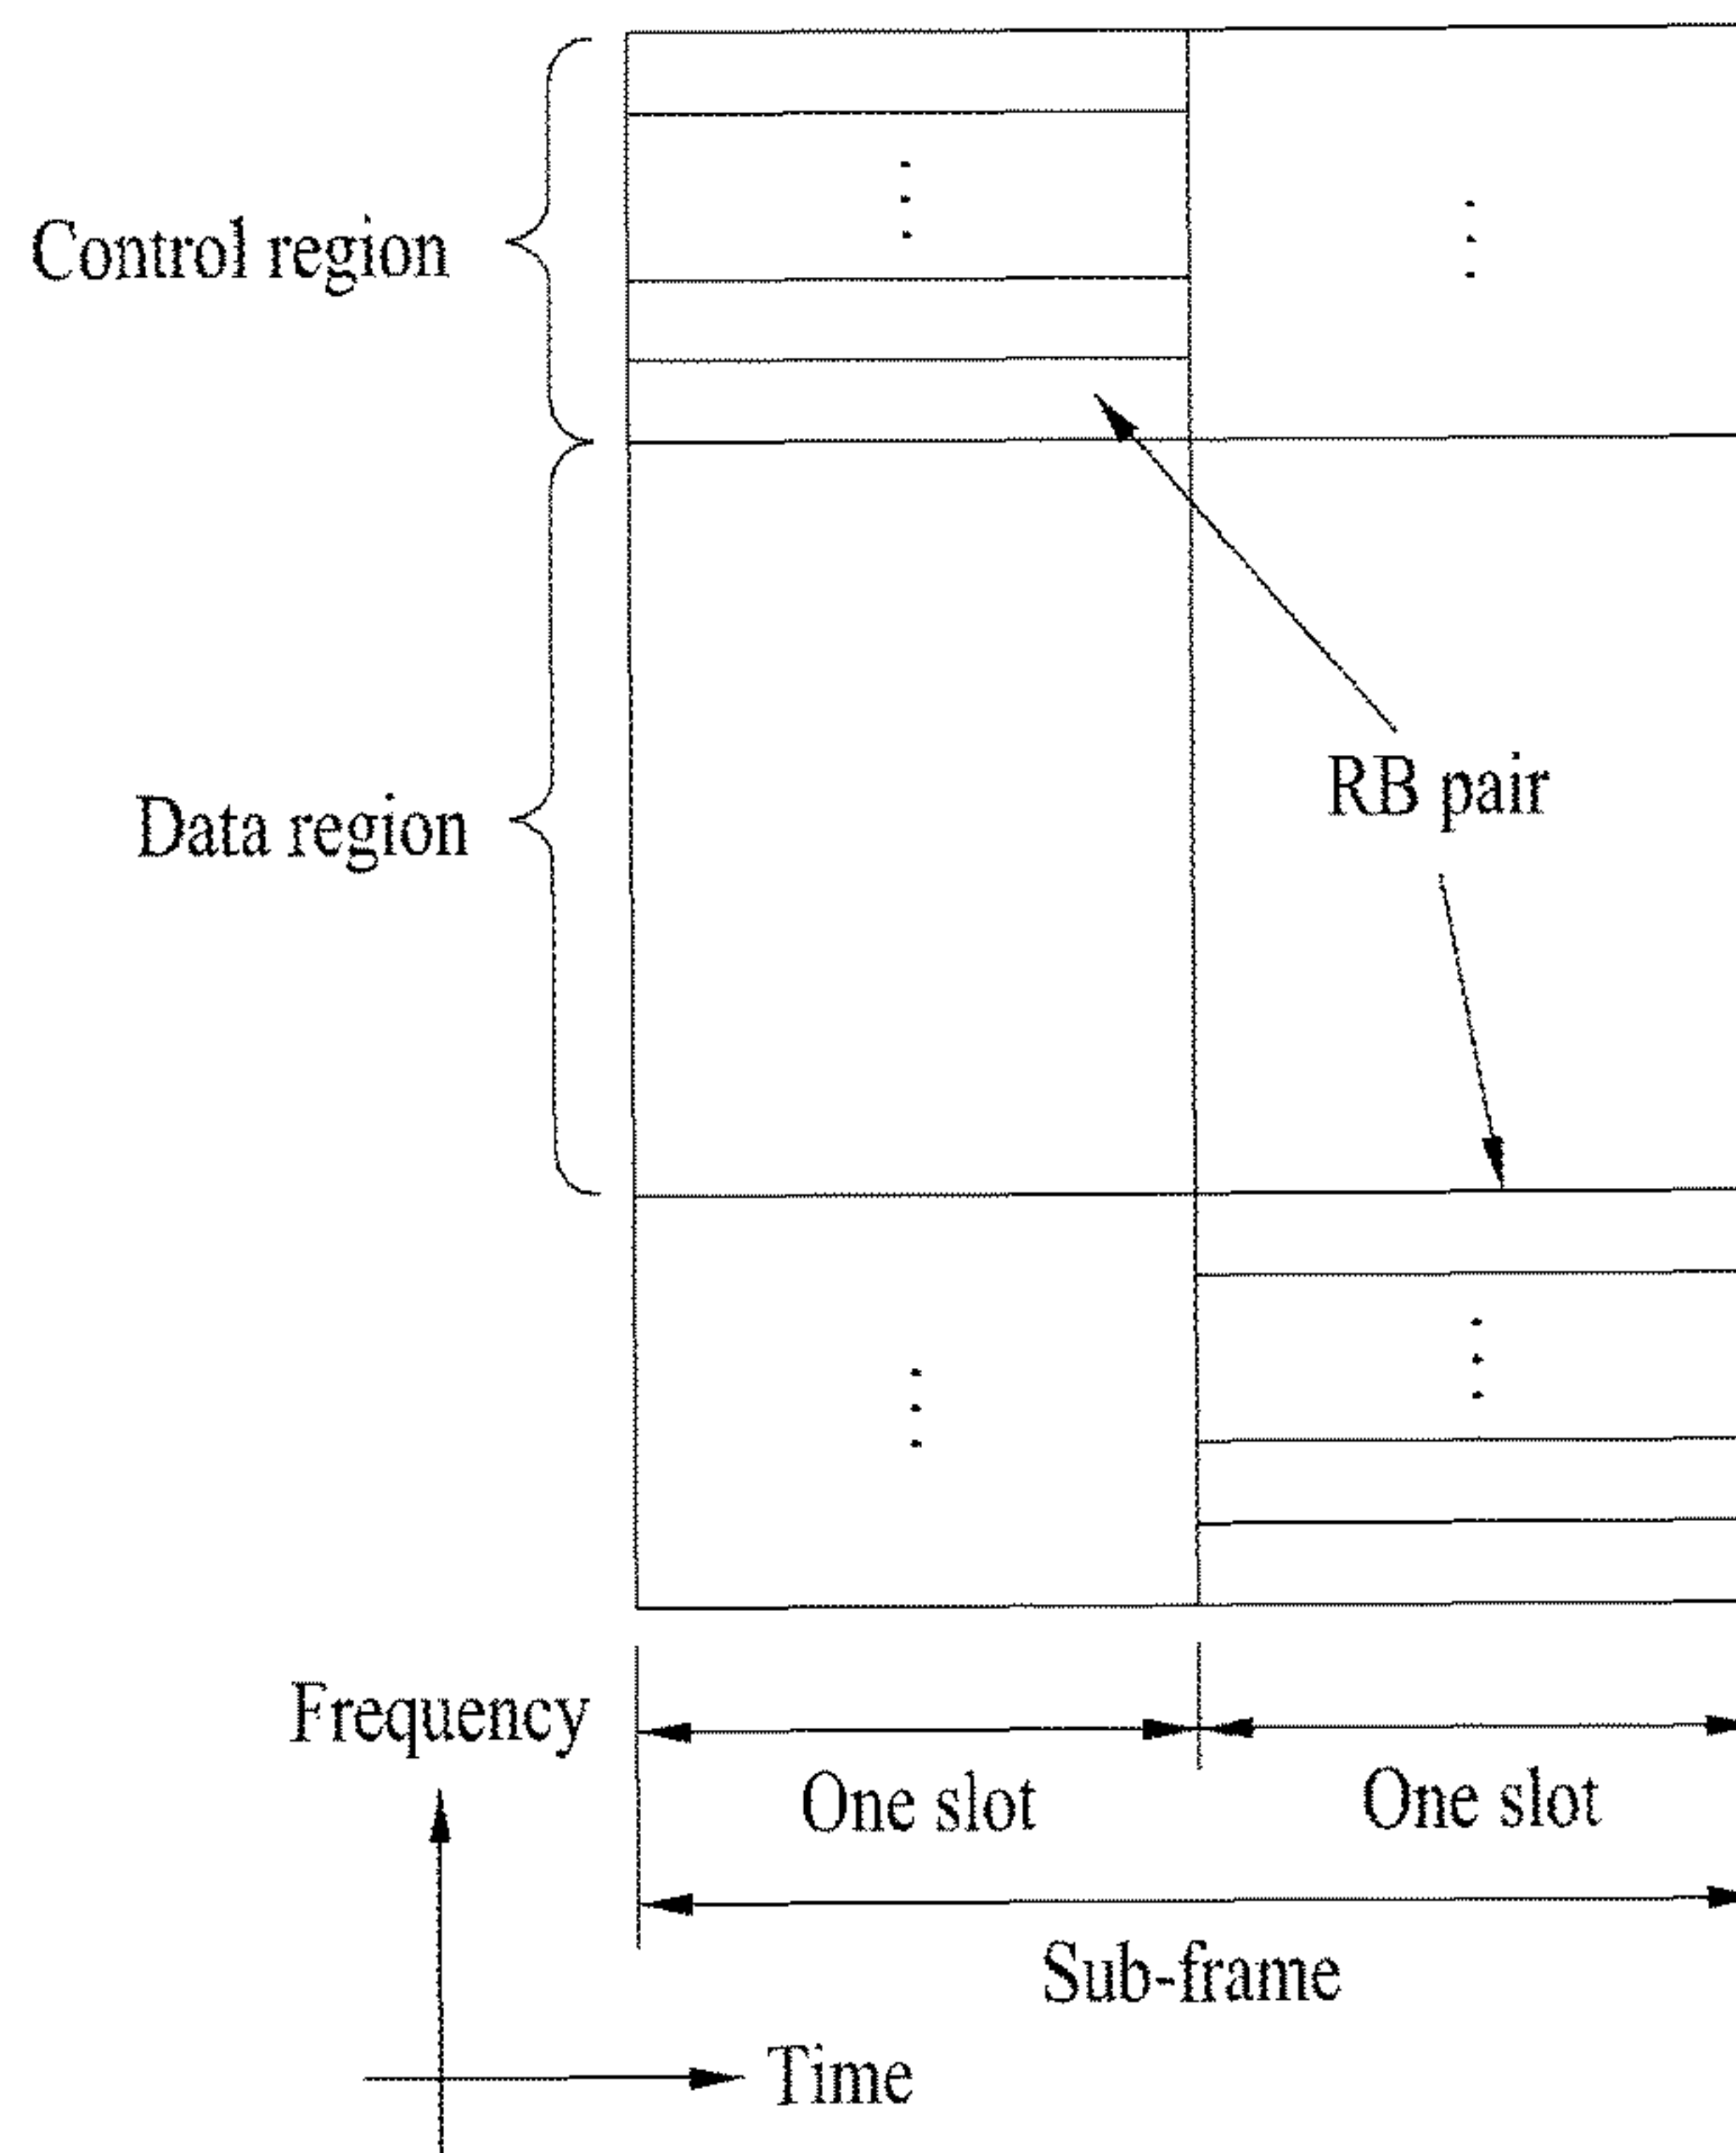 Control region
Data region
RB pair
Frequency
One slot
One slot
Sub-frame
Time